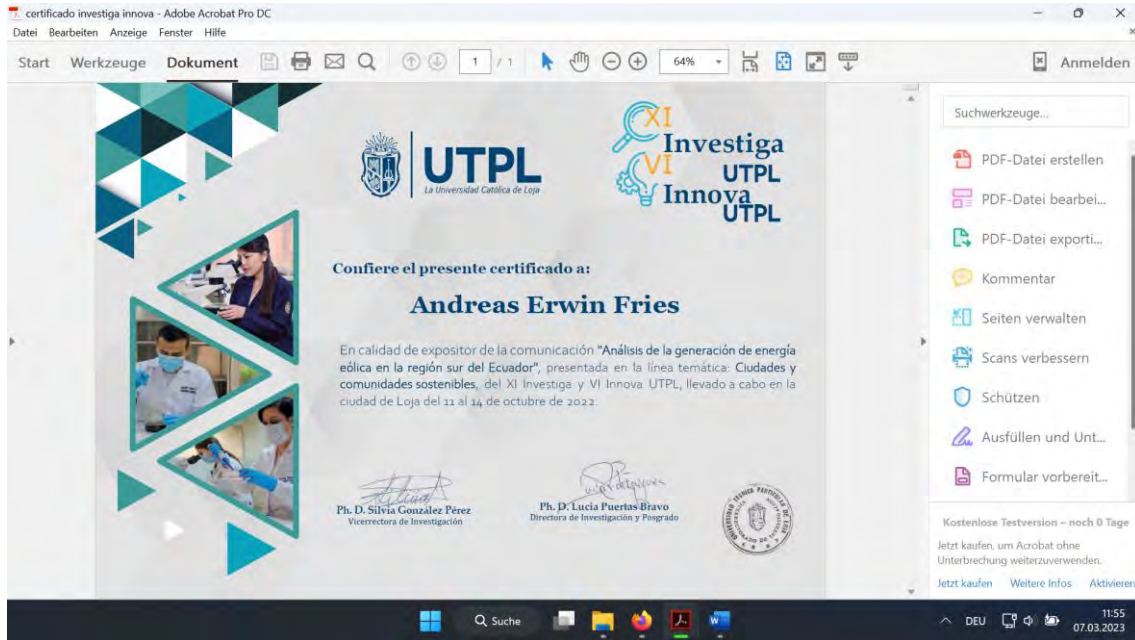 certificado investiga innova - Adobe Acrobat Pro DC
Datei Bearbeiten Anzeige Fenster Hilfe
Start Werkzeuge Dokument 1 / 1 64% Anmelden
Suchwerkzeuge...
PDF-Datei erstellen
PDF-Datei bearbei...
PDF-Datei exporti...
Kommentar
Seiten verwalten
Scans verbessern
Schützen
Ausfüllen und Unt...
Formular vorbereit...
Kostenlose Testversion – noch 0 Tage
Jetzt kaufen, um Acrobat ohne
Unterbrechung weiterzuverwenden.
Jetzt kaufen Weitere Infos Aktivieren
UTPL
La Universidad Católica de Loja
XI
Investiga
UTPL
VI
Innova
UTPL
Confiere el presente certificado a:
Andreas Erwin Fries
En calidad de expositor de la comunicación "Análisis de la generación de energía
eólica en la región sur del Ecuador", presentada en la línea temática: Ciudades y
comunidades sostenibles, del XI Investiga y VI Innova UTPL, llevado a cabo en la
ciudad de Loja del 11 al 14 de octubre de 2022.
Ph. D. Silvia González Pérez
Vicerrectora de Investigación
Ph. D. Lucia Puertas Bravo
Directora de Investigación y Posgrado
Suche
DEU
11:55
07.03.2023